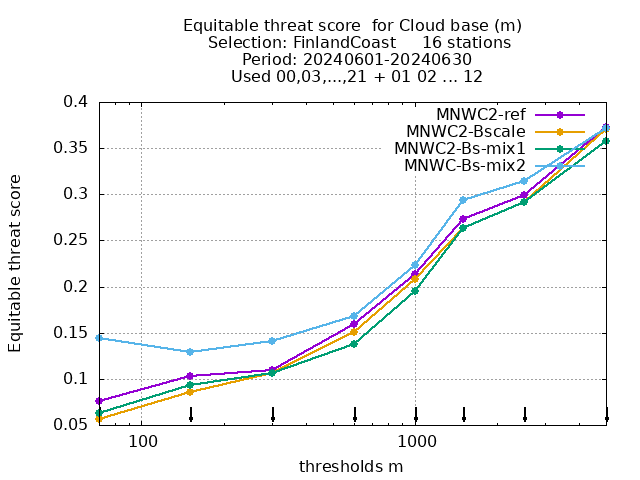 Equitable threat score  for Cloud base (m)
Selection: FinlandCoast     16 stations
Period: 20240601-20240630
Used 00,03,...,21 + 01 02 ... 12
MNWC2-ref
MNWC2-Bscale
MNWC2-Bs-mix1
MNWC-Bs-mix2
Equitable threat score
0.4
0.35
0.3
0.25
0.2
0.15
0.1
0.05
100
1000
thresholds m